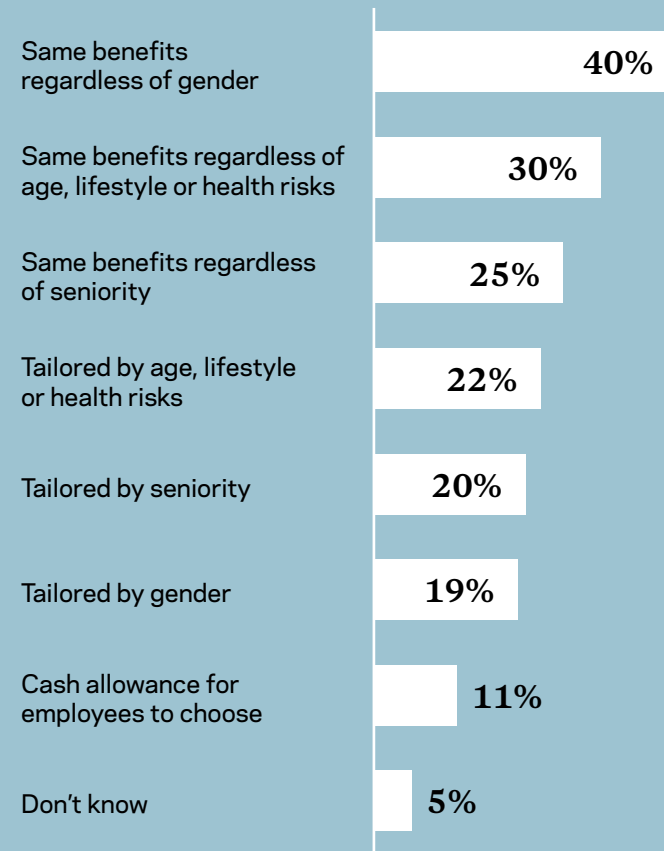 Same benefits
regardless of gender
40%
Same benefits regardless of
age, lifestyle or health risks
30%
Same benefits regardless
of seniority
25%
Tailored by age, lifestyle
or health risks
22%
Tailored by seniority
20%
Tailored by gender
19%
Cash allowance for
employees to choose
11%
Don’t know
5%